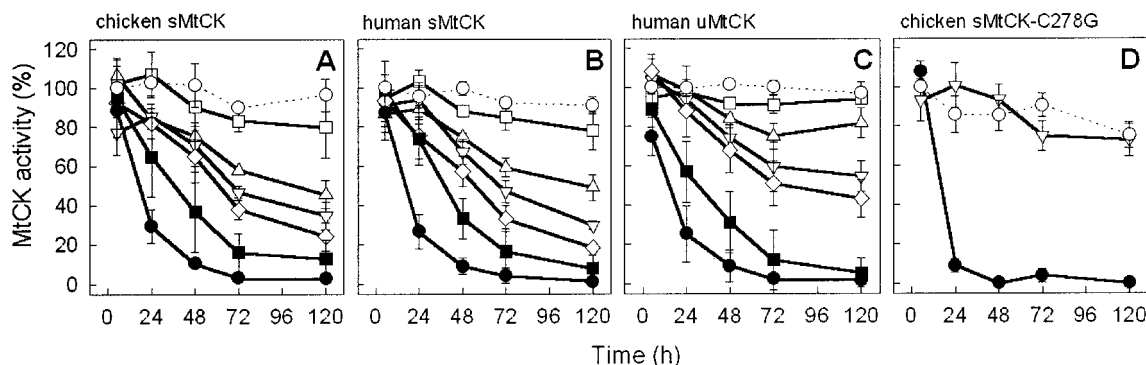 chicken sMtCK
human sMtCK
human uMtCK
chicken sMtCK-C278G
A
B
C
D
MtCK activity (%)
120
100
80
60
40
20
0
0 24 48 72 96 120
0 24 48 72 96 120
0 24 48 72 96 120
0 24 48 72 96 120
Time (h)